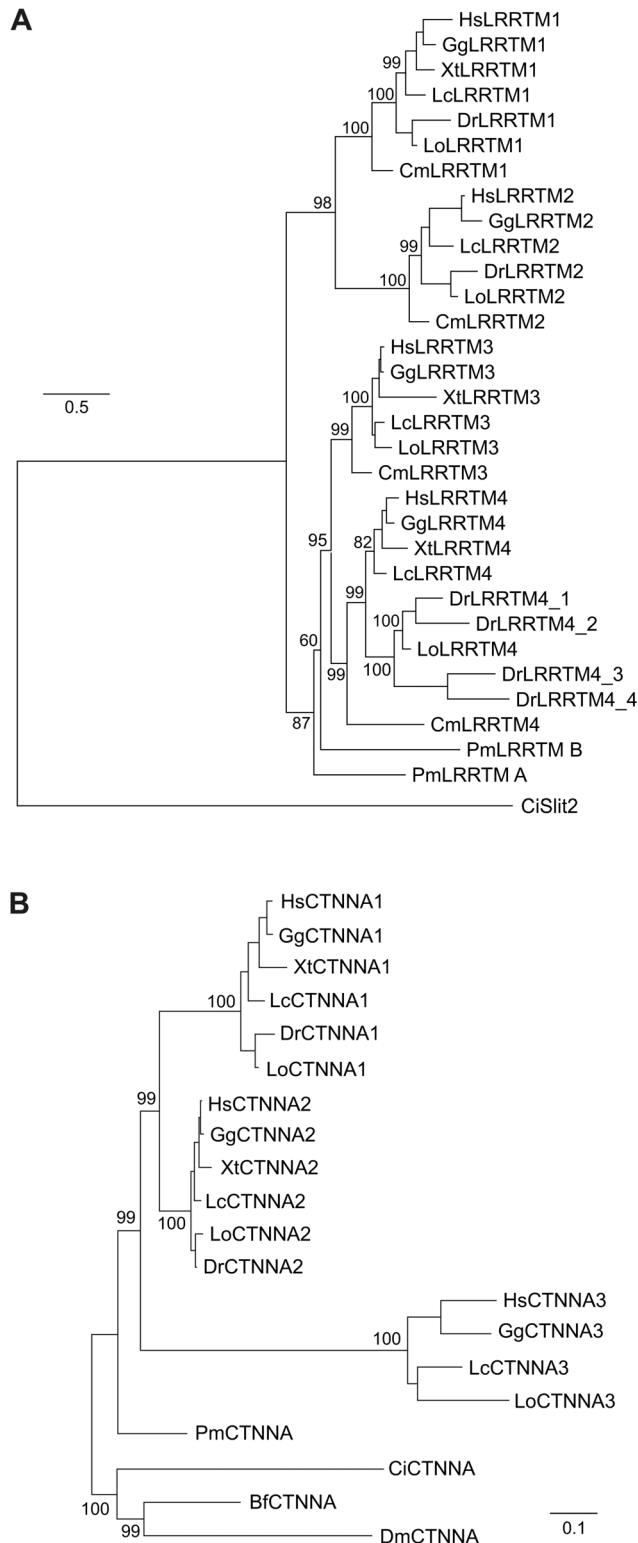 A
HsLRRTM1
GgLRRTM1
99
XtLRRTM1
100
LcLRRTM1
DrLRRTM1
100
LoLRRTM1
CmLRRTM1
98
HsLRRTM2
GgLRRTM2
99
LcLRRTM2
DrLRRTM2
100
LoLRRTM2
CmLRRTM2
HsLRRTM3
GgLRRTM3
0.5
100
XtLRRTM3
LcLRRTM3
99
LoLRRTM3
CmLRRTM3
HsLRRTM4
GgLRRTM4
95
82
XtLRRTM4
LcLRRTM4
99
DrLRRTM4_1
100
DrLRRTM4_2
60
LoLRRTM4
99
100
DrLRRTM4_3
DrLRRTM4_4
87
CmLRRTM4
PmLRRTM B
PmLRRTM A
CiSlit2
B
HsCTNNA1
GgCTNNA1
XtCTNNA1
100
LcCTNNA1
DrCTNNA1
LoCTNNA1
99
HsCTNNA2
GgCTNNA2
XtCTNNA2
LcCTNNA2
99
100
LoCTNNA2
DrCTNNA2
HsCTNNA3
100
GgCTNNA3
LcCTNNA3
LoCTNNA3
PmCTNNA
CiCTNNA
100
BfCTNNA
99
DmCTNNA
0.1